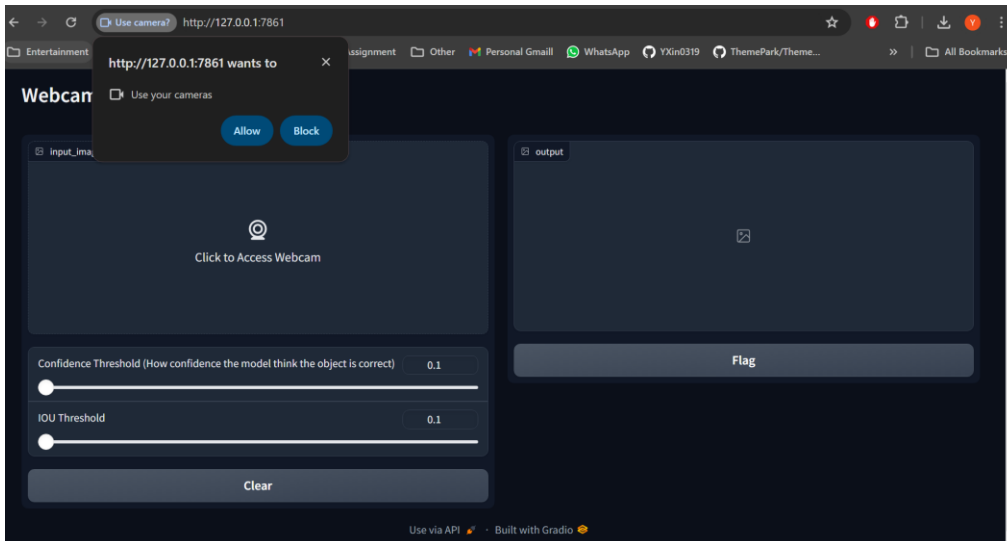 Use camera?
http://127.0.0.1:7861
Y
Entertainment
Assignment
Other
Personal Gmaill
WhatsApp
YXin0319
ThemePark/Theme...
»
All Bookmarks
http://127.0.0.1:7861 wants to
Use your cameras
Allow
Block
Webcam
input_imag
Click to Access Webcam
output
Confidence Threshold (How confidence the model think the object is correct)
0.1
IOU Threshold
0.1
Clear
Flag
Use via API
·
Built with Gradio